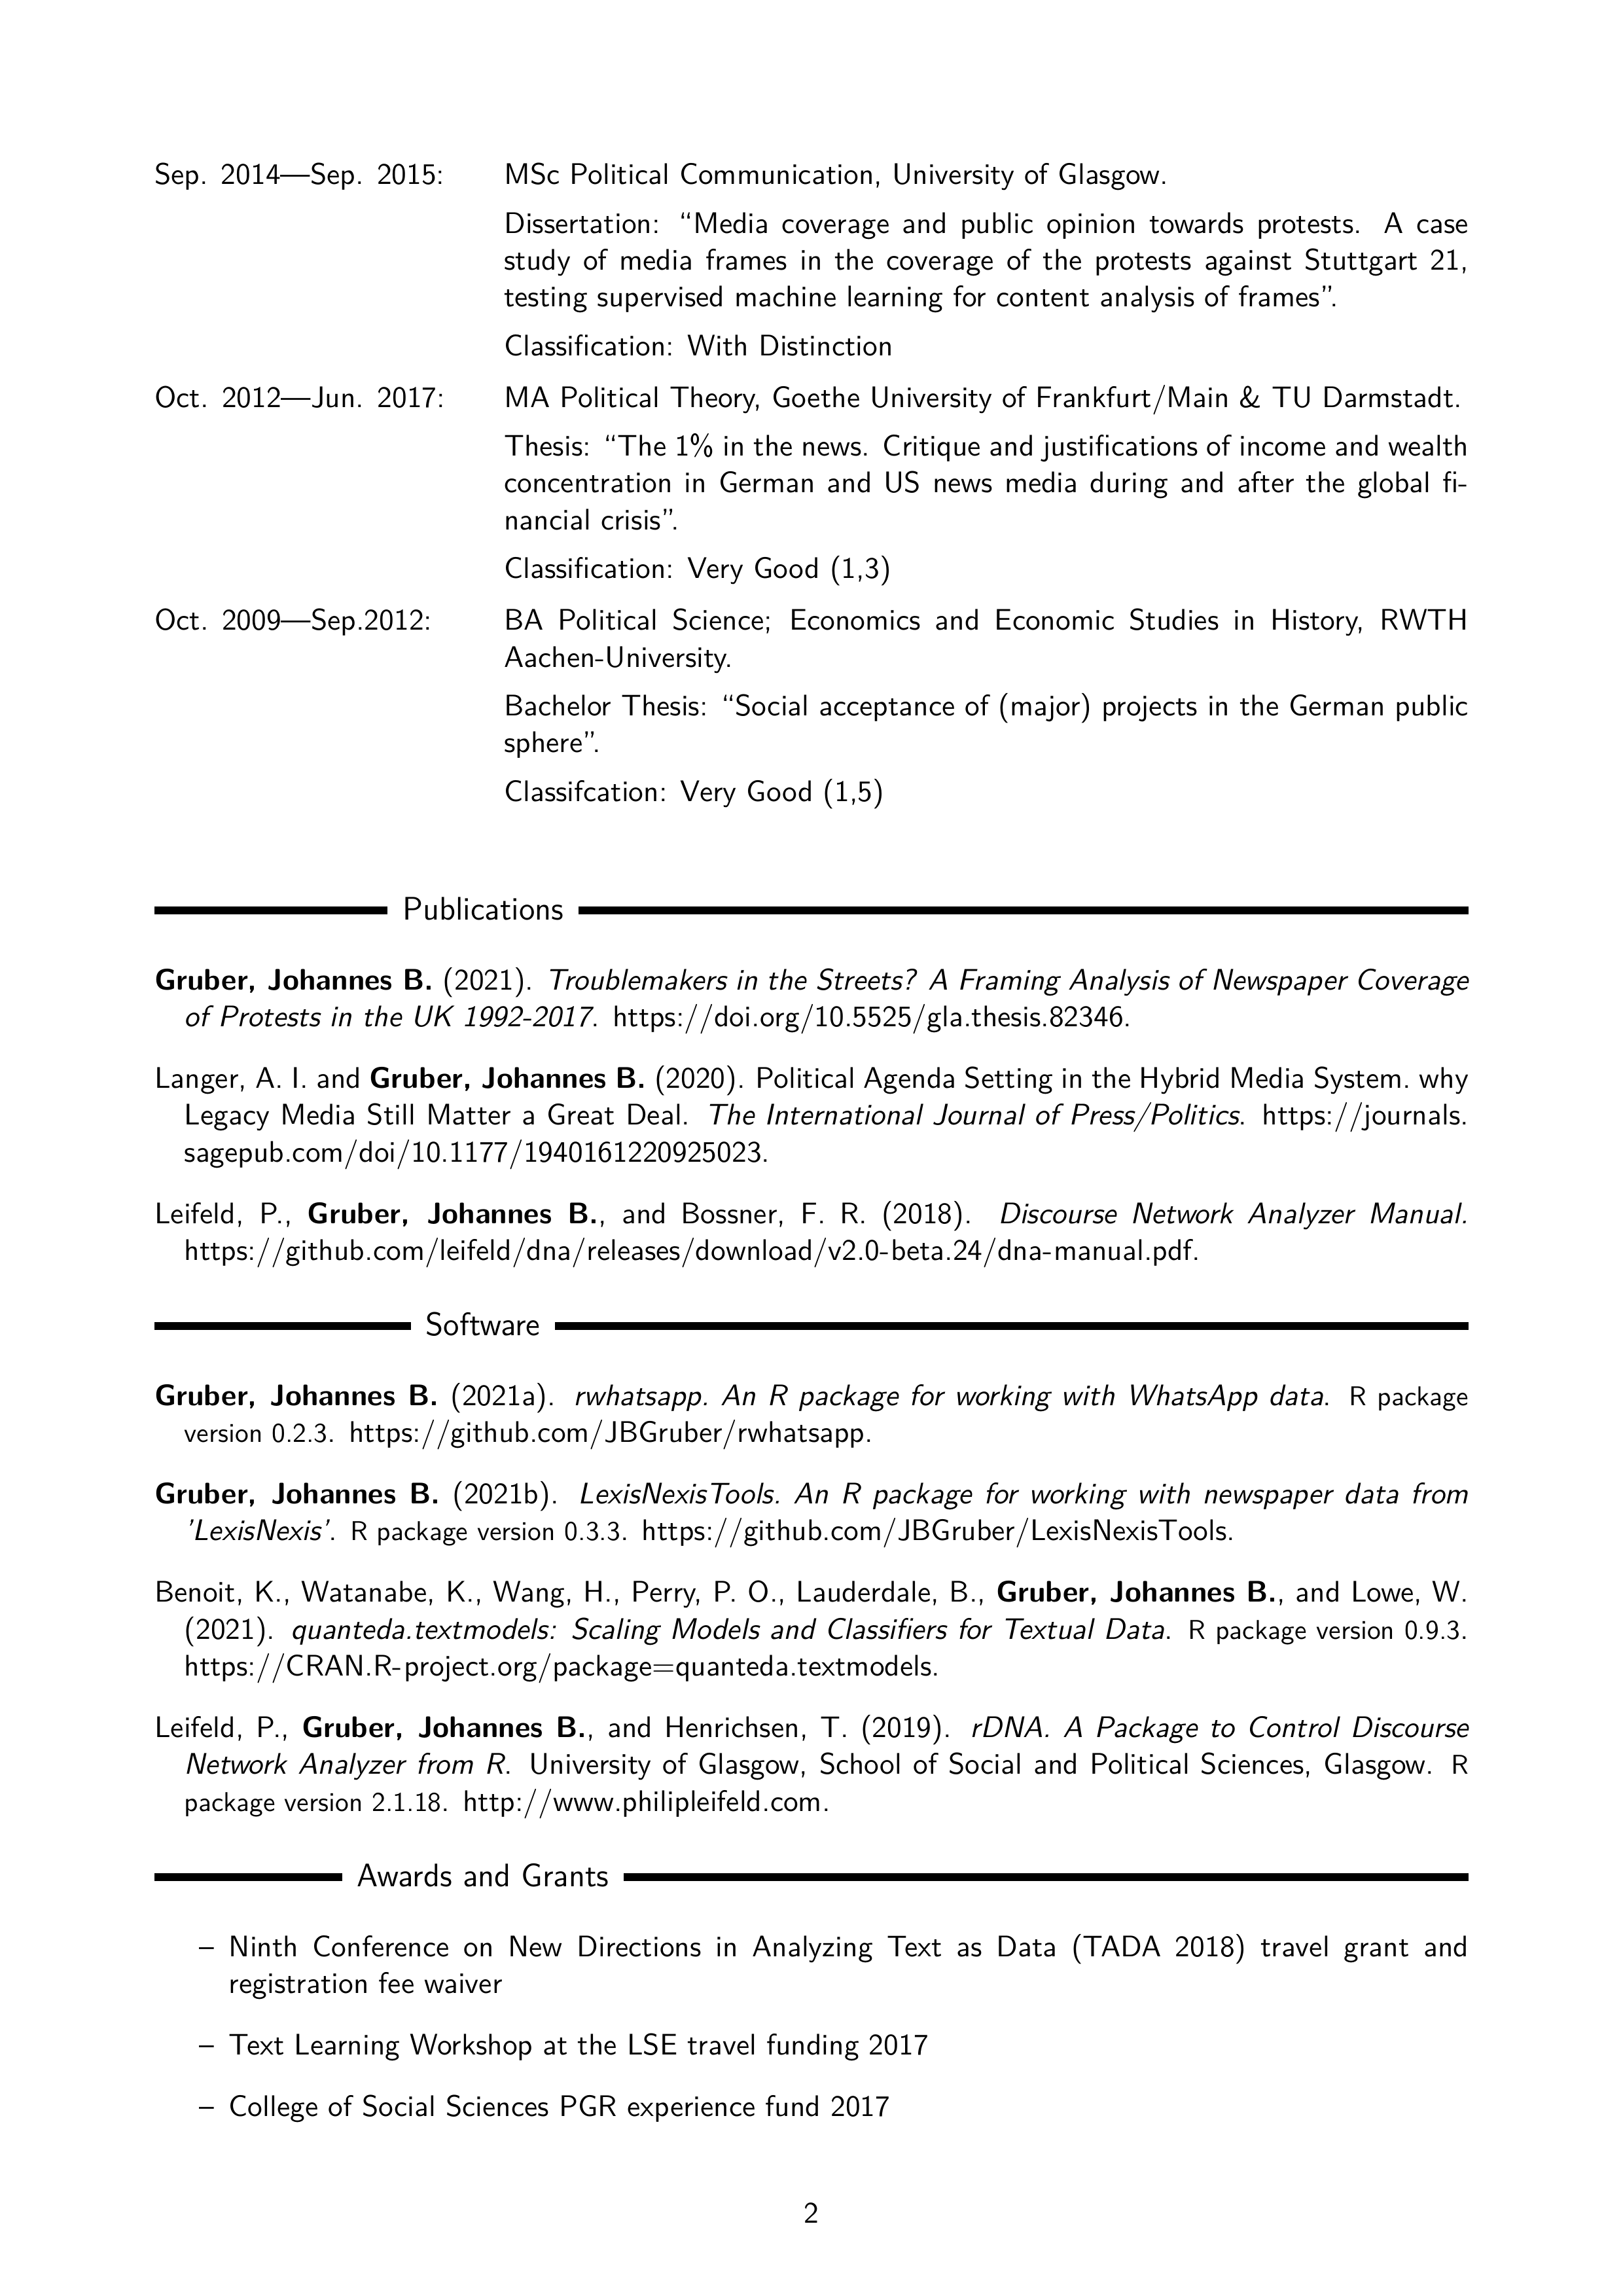 Sep. 2014—Sep. 2015: MSc Political Communication, University of Glasgow.
Dissertation: “Media coverage and public opinion towards protests. A case
study of media frames in the coverage of the protests against Stuttgart 21,
testing supervised machine learning for content analysis of frames”.
Classification: With Distinction
Oct. 2012—Jun. 2017: MA Political Theory, Goethe University of Frankfurt/Main & TU Darmstadt.
Thesis: “The 1% in the news. Critique and justifications of income and wealth
concentration in German and US news media during and after the global fi-
nancial crisis”.
Classification: Very Good (1,3)
Oct. 2009—Sep.2012: BA Political Science; Economics and Economic Studies in History, RWTH
Aachen-University.
Bachelor Thesis: “Social acceptance of (major) projects in the German public
sphere”.
Classifcation: Very Good (1,5)
Publications
Gruber, Johannes B. (2021). Troublemakers in the Streets? A Framing Analysis of Newspaper Coverage
of Protests in the UK 1992-2017. https://doi.org/10.5525/gla.thesis.82346.
Langer, A. I. and Gruber, Johannes B. (2020). Political Agenda Setting in the Hybrid Media System. why
Legacy Media Still Matter a Great Deal. The International Journal of Press/Politics. https://journals.
sagepub.com/doi/10.1177/1940161220925023.
Leifeld, P., Gruber, Johannes B., and Bossner, F. R. (2018). Discourse Network Analyzer Manual.
https://github.com/leifeld/dna/releases/download/v2.0-beta.24/dna-manual.pdf.
Software
Gruber, Johannes B. (2021a). rwhatsapp. An R package for working with WhatsApp data. R package
version 0.2.3. https://github.com/JBGruber/rwhatsapp.
Gruber, Johannes B. (2021b). LexisNexisTools. An R package for working with newspaper data from
'LexisNexis'. R package version 0.3.3. https://github.com/JBGruber/LexisNexisTools.
Benoit, K., Watanabe, K., Wang, H., Perry, P. O., Lauderdale, B., Gruber, Johannes B., and Lowe, W.
(2021). quanteda.textmodels: Scaling Models and Classifiers for Textual Data. R package version 0.9.3.
https://CRAN.R-project.org/package=quanteda.textmodels.
Leifeld, P., Gruber, Johannes B., and Henrichsen, T. (2019). rDNA. A Package to Control Discourse
Network Analyzer from R. University of Glasgow, School of Social and Political Sciences, Glasgow. R
package version 2.1.18. http://www.philipleifeld.com.
Awards and Grants
– Ninth Conference on New Directions in Analyzing Text as Data (TADA 2018) travel grant and
registration fee waiver
– Text Learning Workshop at the LSE travel funding 2017
– College of Social Sciences PGR experience fund 2017
2